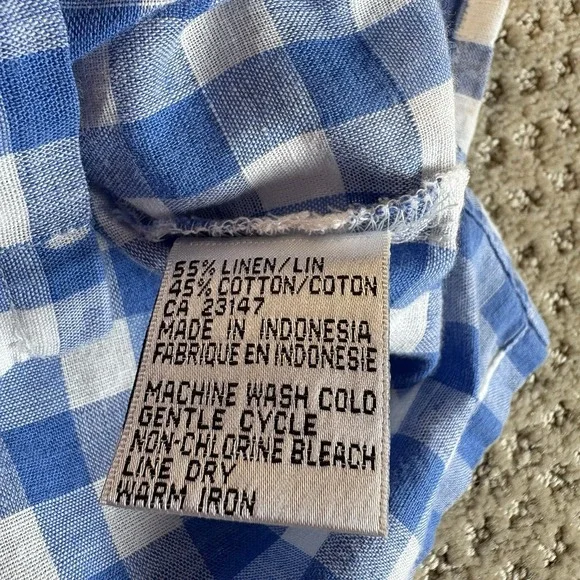 55% LINEN/LIN
45% COTTON/COTON
CA 23147
MADE IN INDONESIA
FABRIQUE EN INDONESIE
MACHINE WASH COLD
GENTLE CYCLE
NON-CHLORINE BLEACH
LINE DRY
WARM IRON